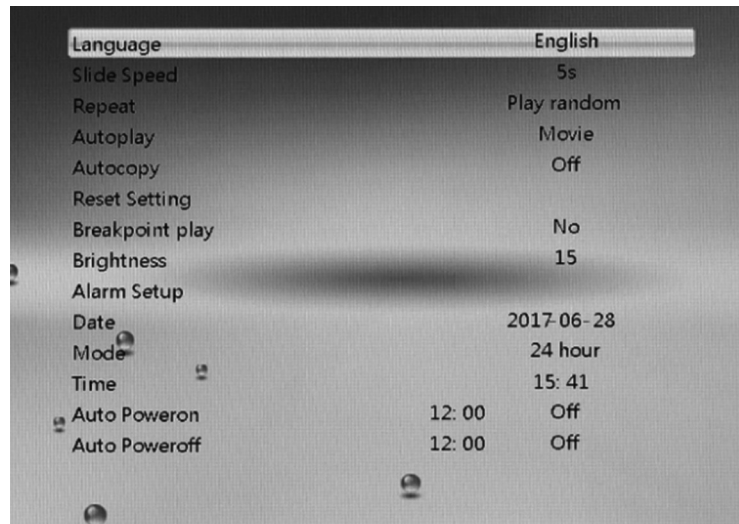 Language English
Slide Speed 5s
Repeat Play random
Autoplay Movie
Autocopy Off
Reset Setting
Breakpoint play No
Brightness 15
Alarm Setup
Date 2017-06-28
Mode 24 hour
Time 15: 41
Auto Poweron 12: 00 Off
Auto Poweroff 12: 00 Off